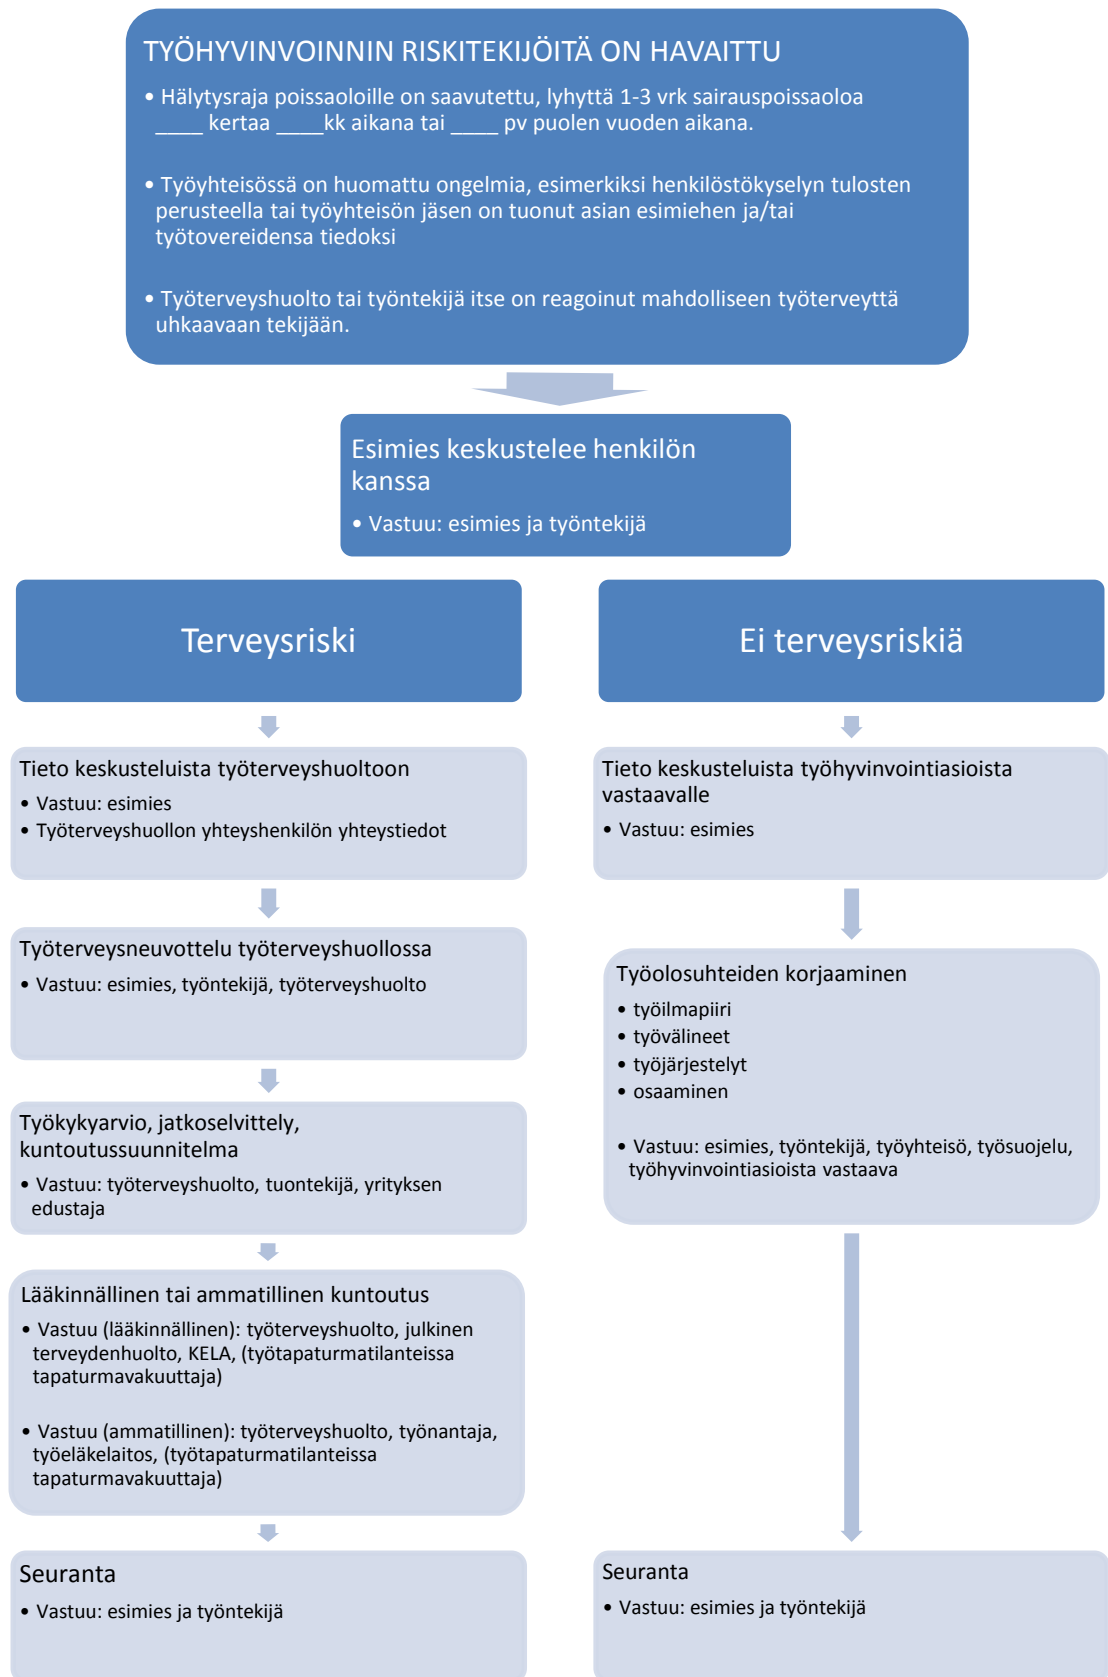 TYÖHYVINVOINNIN RISKITEKIJÖITÄ ON HAVAITTU
• Hälytysraja poissaoloille on saavutettu, lyhyttä 1-3 vrk sairauspoissaoloa
____ kertaa ____kk aikana tai ____ pv puolen vuoden aikana.
• Työyhteisössä on huomattu ongelmia, esimerkiksi henkilöstökyselyn tulosten
perusteella tai työyhteisön jäsen on tuonut asian esimiehen ja/tai
työtovereidensa tiedoksi
• Työterveyshuolto tai työntekijä itse on reagoinut mahdolliseen työterveyttä
uhkaavaan tekijään.
Esimies keskustelee henkilön
kanssa
• Vastuu: esimies ja työntekijä
Terveysriski
Tieto keskusteluista työterveyshuoltoon
• Vastuu: esimies
• Työterveyshuollon yhteyshenkilön yhteystiedot
Työterveysneuvottelu työterveyshuollossa
• Vastuu: esimies, työntekijä, työterveyshuolto
Työkykyarvio, jatkoselvittely,
kuntoutussuunnitelma
• Vastuu: työterveyshuolto, tuontekijä, yrityksen
edustaja
Lääkinnällinen tai ammatillinen kuntoutus
• Vastuu (lääkinnällinen): työterveyshuolto, julkinen
terveydenhuolto, KELA, (työtapaturmatilanteissa
tapaturmavakuuttaja)
• Vastuu (ammatillinen): työterveyshuolto, työnantaja,
työeläkelaitos, (työtapaturmatilanteissa
tapaturmavakuuttaja)
Seuranta
• Vastuu: esimies ja työntekijä
Ei terveysriskiä
Tieto keskusteluista työhyvinvointiasioista
vastaavalle
• Vastuu: esimies
Työolosuhteiden korjaaminen
• työilmapiiri
• työvälineet
• työjärjestelyt
• osaaminen
• Vastuu: esimies, työntekijä, työyhteisö, työsuojelu,
työhyvinvointiasioista vastaava
Seuranta
• Vastuu: esimies ja työntekijä